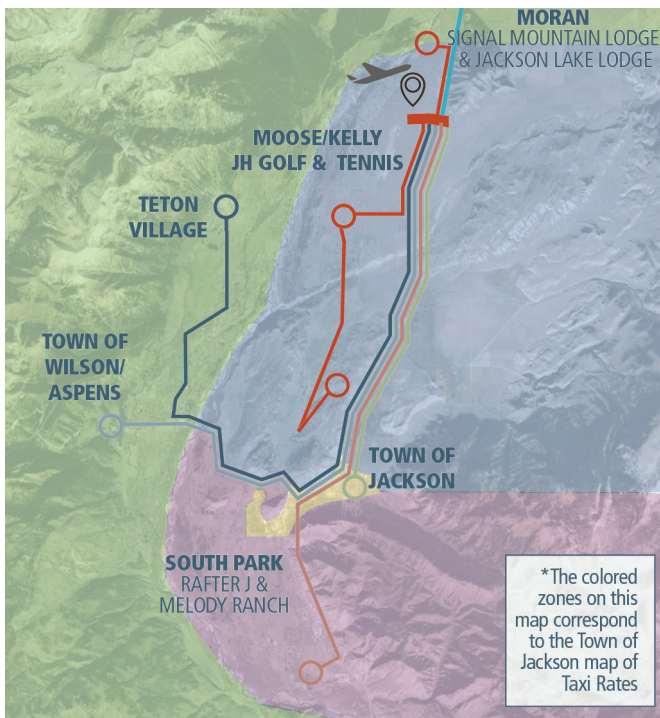 MORAN
SIGNAL MOUNTAIN LODGE
& JACKSON LAKE LODGE
MOOSE/KELLY
JH GOLF & TENNIS
TETON
VILLAGE
TOWN OF
WILSON/
ASPENS
TOWN OF
JACKSON
SOUTH PARK
RAFTER J &
MELODY RANCH
*The colored
zones on this
map correspond
to the Town of
Jackson map of
Taxi Rates